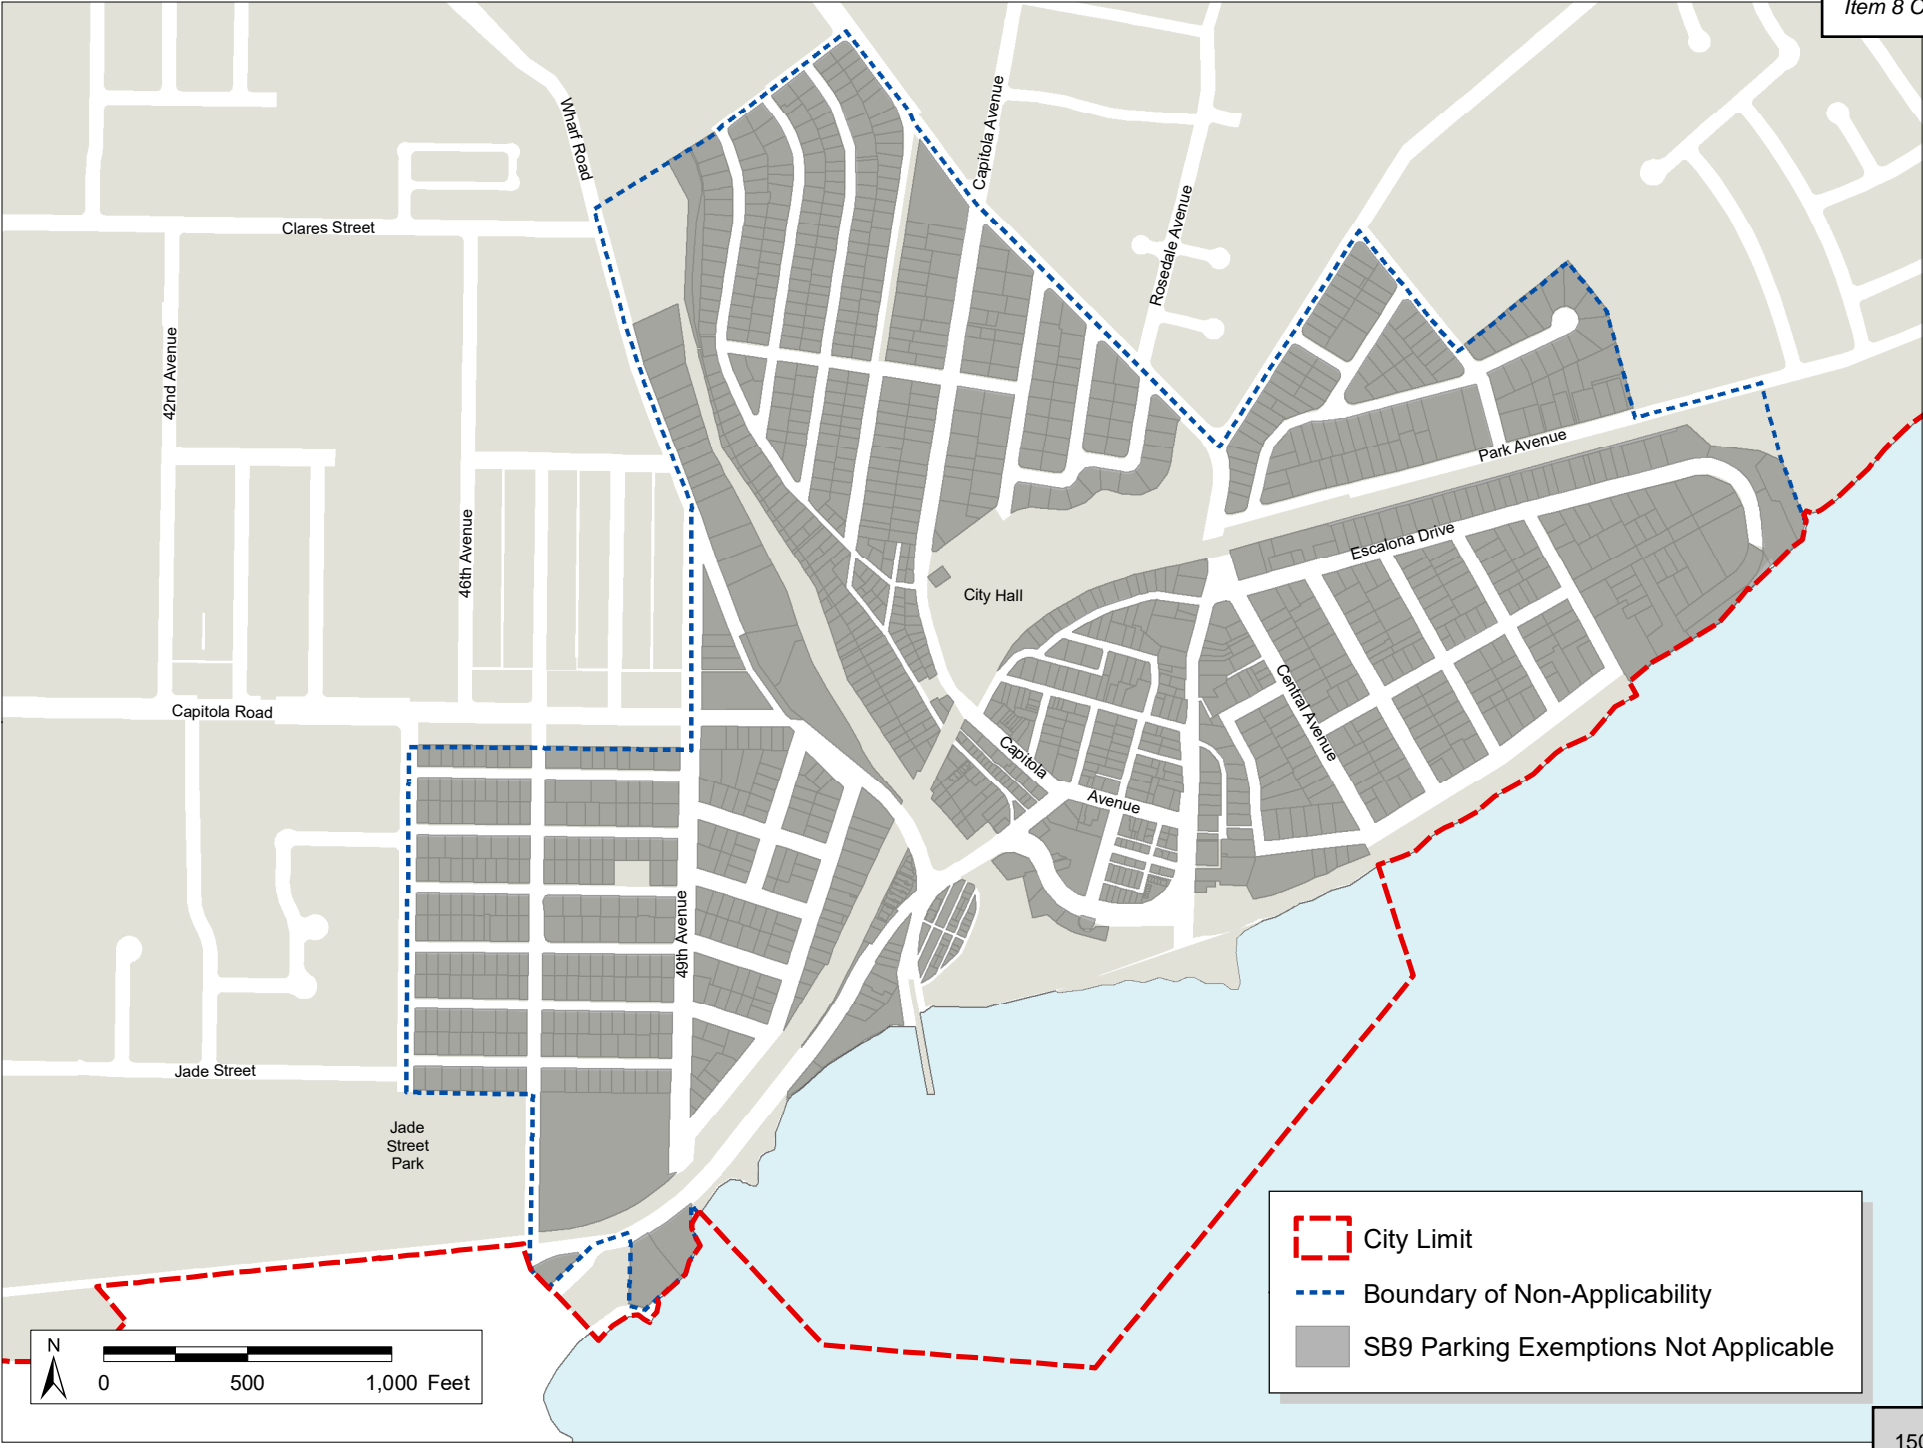 Item 8 C
Wharf Road
Capitola Avenue
Rosedale Avenue
Clares Street
42nd Avenue
46th Avenue
Park Avenue
Escalona Drive
City Hall
Central Avenue
Capitola Road
Capitola
Avenue
49th Avenue
Jade Street
Jade
Street
Park
City Limit
Boundary of Non-Applicability
SB9 Parking Exemptions Not Applicable
N
0 500 1,000 Feet
150